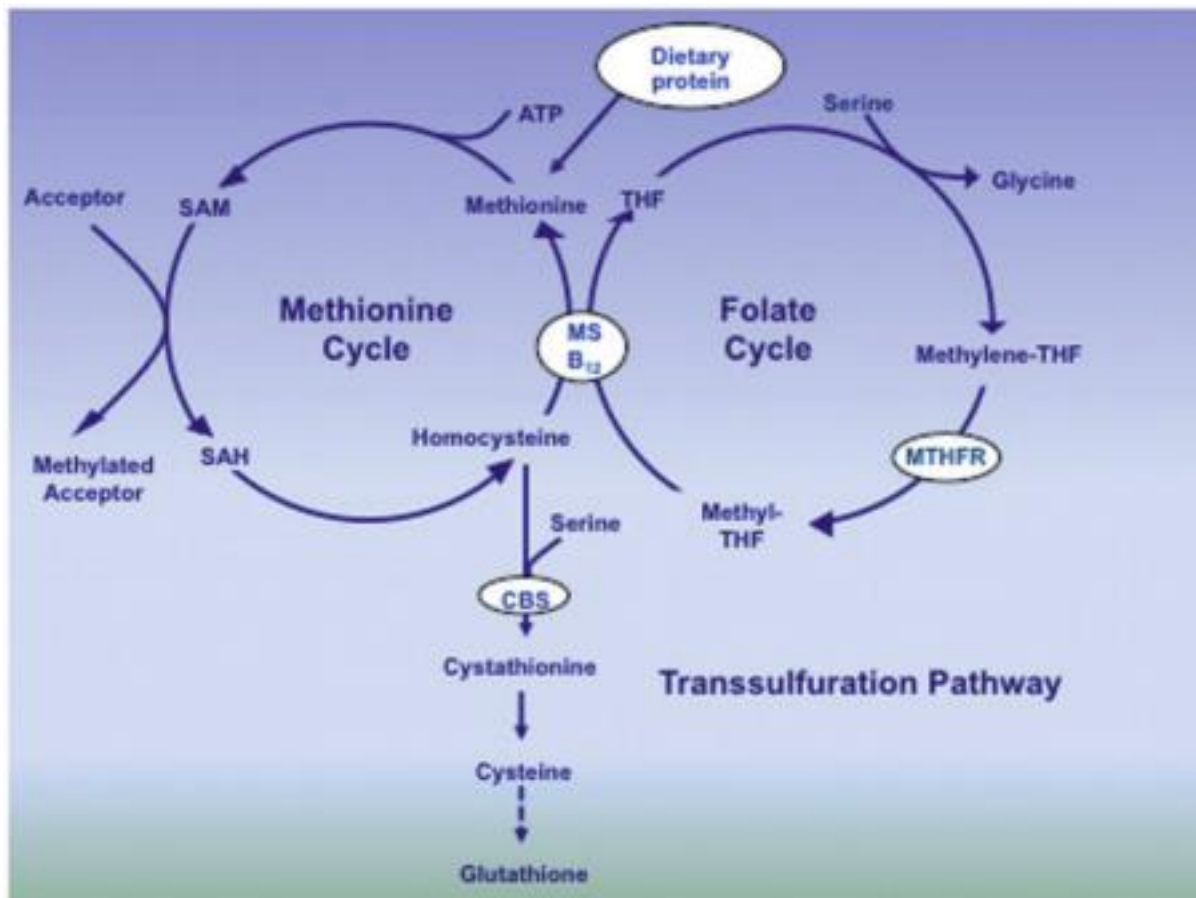 Dietary
protein
ATP
Serine
Acceptor
SAM
Methionine
THF
Glycine
Methionine
Cycle
MS
B₁₂
Folate
Cycle
Methylene-THF
Methylated
Acceptor
SAH
Homocysteine
MTHFR
Methyl-
THF
Serine
CBS
Cystathionine
Transsulfuration Pathway
Cysteine
Glutathione